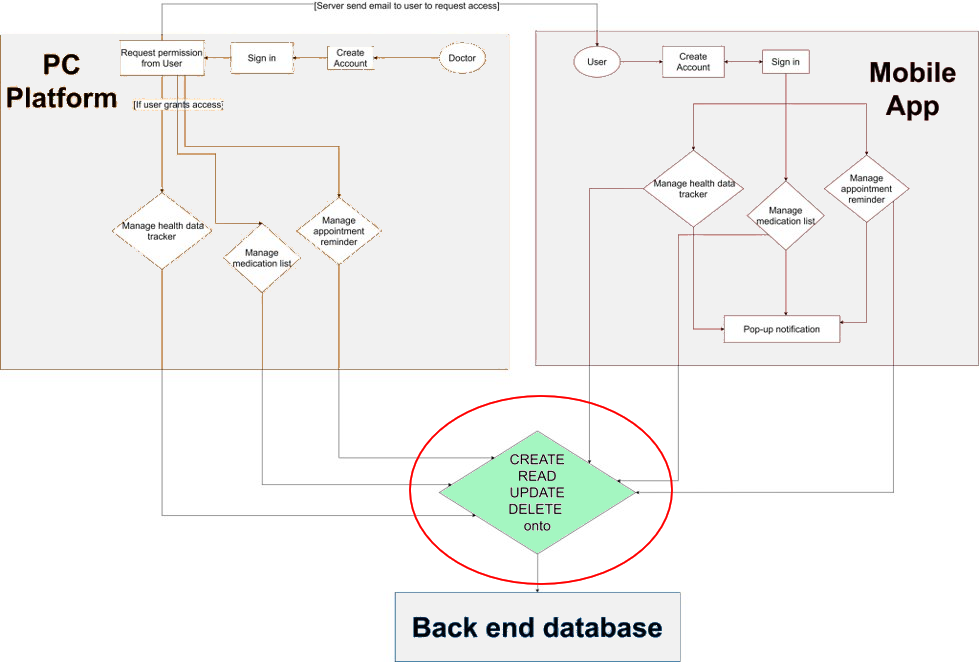 [Server send email to user to request access]
PC
Platform
Request permission
from User
Sign in
Create
Account
Doctor
[If user grants access]
Manage health data
tracker
Manage
medication list
Manage
appointment
reminder
User
Create
Account
Sign in
Mobile
App
Manage health data
tracker
Manage
medication list
Manage
appointment
reminder
Pop-up notification
CREATE
READ
UPDATE
DELETE
onto
Back end database